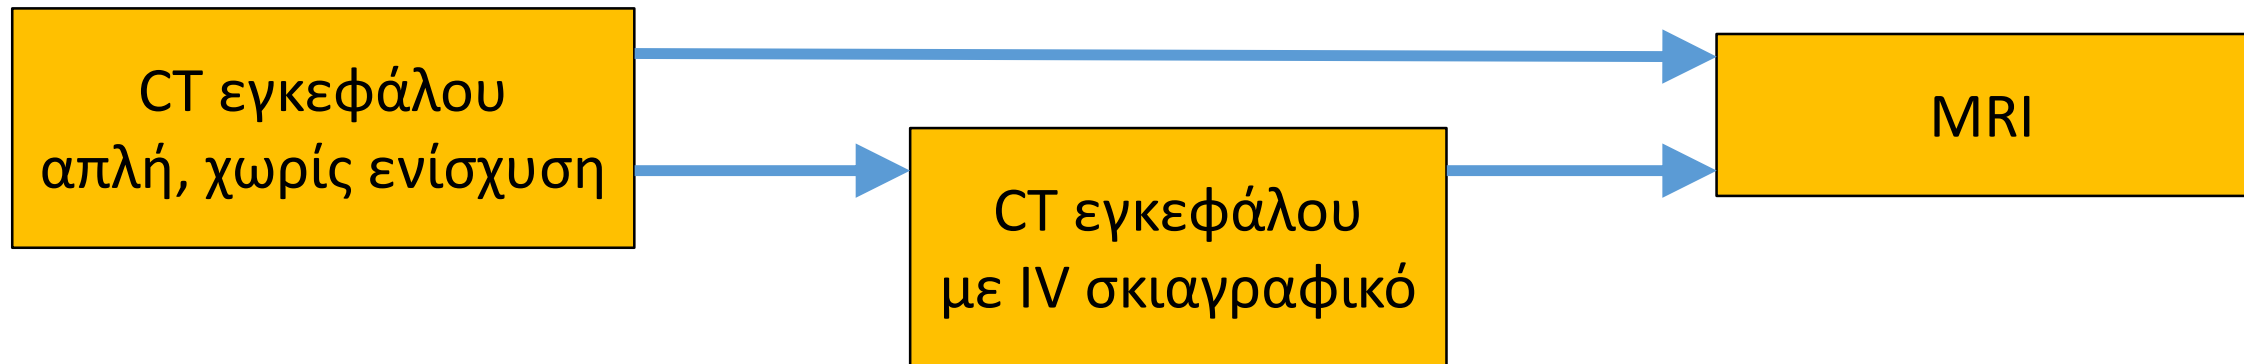 CT εγκεφάλου
απλή, χωρίς ενίσχυση
CT εγκεφάλου
με IV σκιαγραφικό
MRI